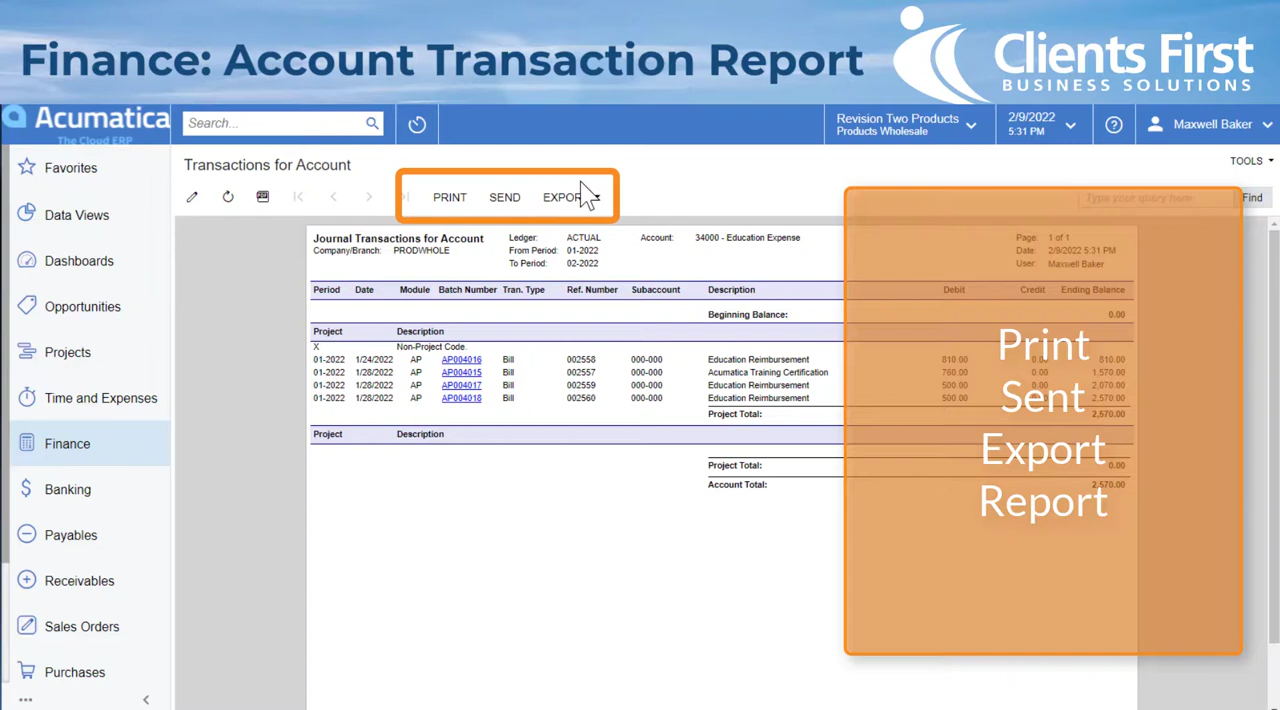 Finance: Account Transaction Report
Clients First
BUSINESS SOLUTIONS
Acumatica
The Cloud ERP
Search...
Revision Two Products
Products Wholesale
2/9/2022
5:31 PM
Maxwell Baker
Favorites
Data Views
Dashboards
Opportunities
Projects
Time and Expenses
Finance
Banking
Payables
Receivables
Sales Orders
Purchases
Transactions for Account
TOOLS
PRINT SEND EXPOR
Type your query here. Find
Journal Transactions for Account Ledger: ACTUAL Account: 34000 - Education Expense Page: 1 of 1
Company/Branch: PRODWHOLE From Period: 01-2022 Date: 2/9/2022 5:31 PM
To Period: 02-2022 User: Maxwell Baker
Period Date Module Batch Number Tran. Type Ref. Number Subaccount Description Debit Credit Ending Balance
Beginning Balance: 0.00
Project Description
X Non-Project Code.
01-2022 1/24/2022 AP AP004016 Bill 002558 000-000 Education Reimbursement 810.00 0.00 810.00
01-2022 1/28/2022 AP AP004015 Bill 002557 000-000 Acumatica Training Certification 760.00 0.00 1,570.00
01-2022 1/28/2022 AP AP004017 Bill 002559 000-000 Education Reimbursement 500.00 0.00 2,070.00
01-2022 1/28/2022 AP AP004018 Bill 002560 000-000 Education Reimbursement 500.00 0.00 2,570.00
Project Total: 2,570.00
Project Description
Project Total: 0.00
Account Total: 2,570.00
Print
Sent
Export
Report